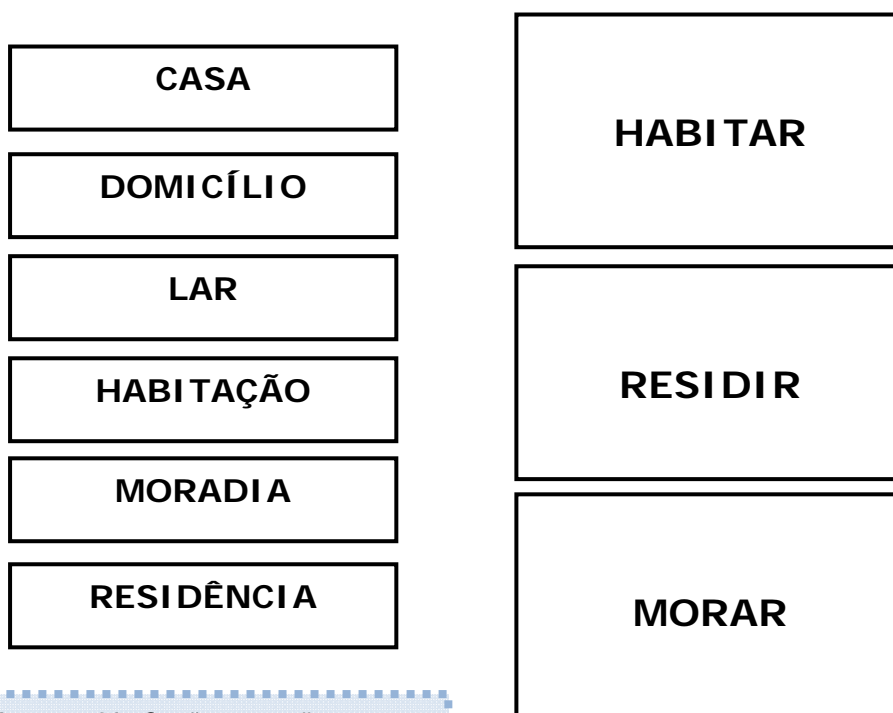 CASA
DOMICÍLIO
LAR
HABITAÇÃO
MORADIA
RESIDÊNCIA
HABITAR
RESIDIR
MORAR